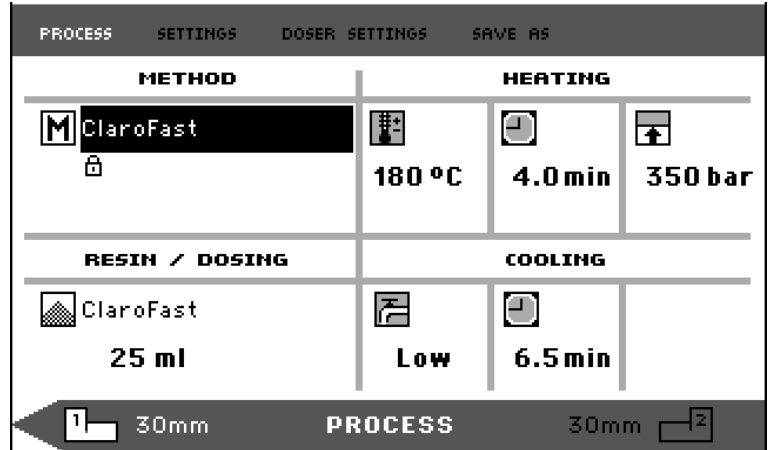 PROCESS SETTINGS DOSER SETTINGS SAVE AS
METHOD HEATING
M ClaroFast
180 ºC 4.0 min 350 bar
RESIN / DOSING COOLING
ClaroFast
25 ml Low 6.5 min
1 30mm PROCESS 30mm 2